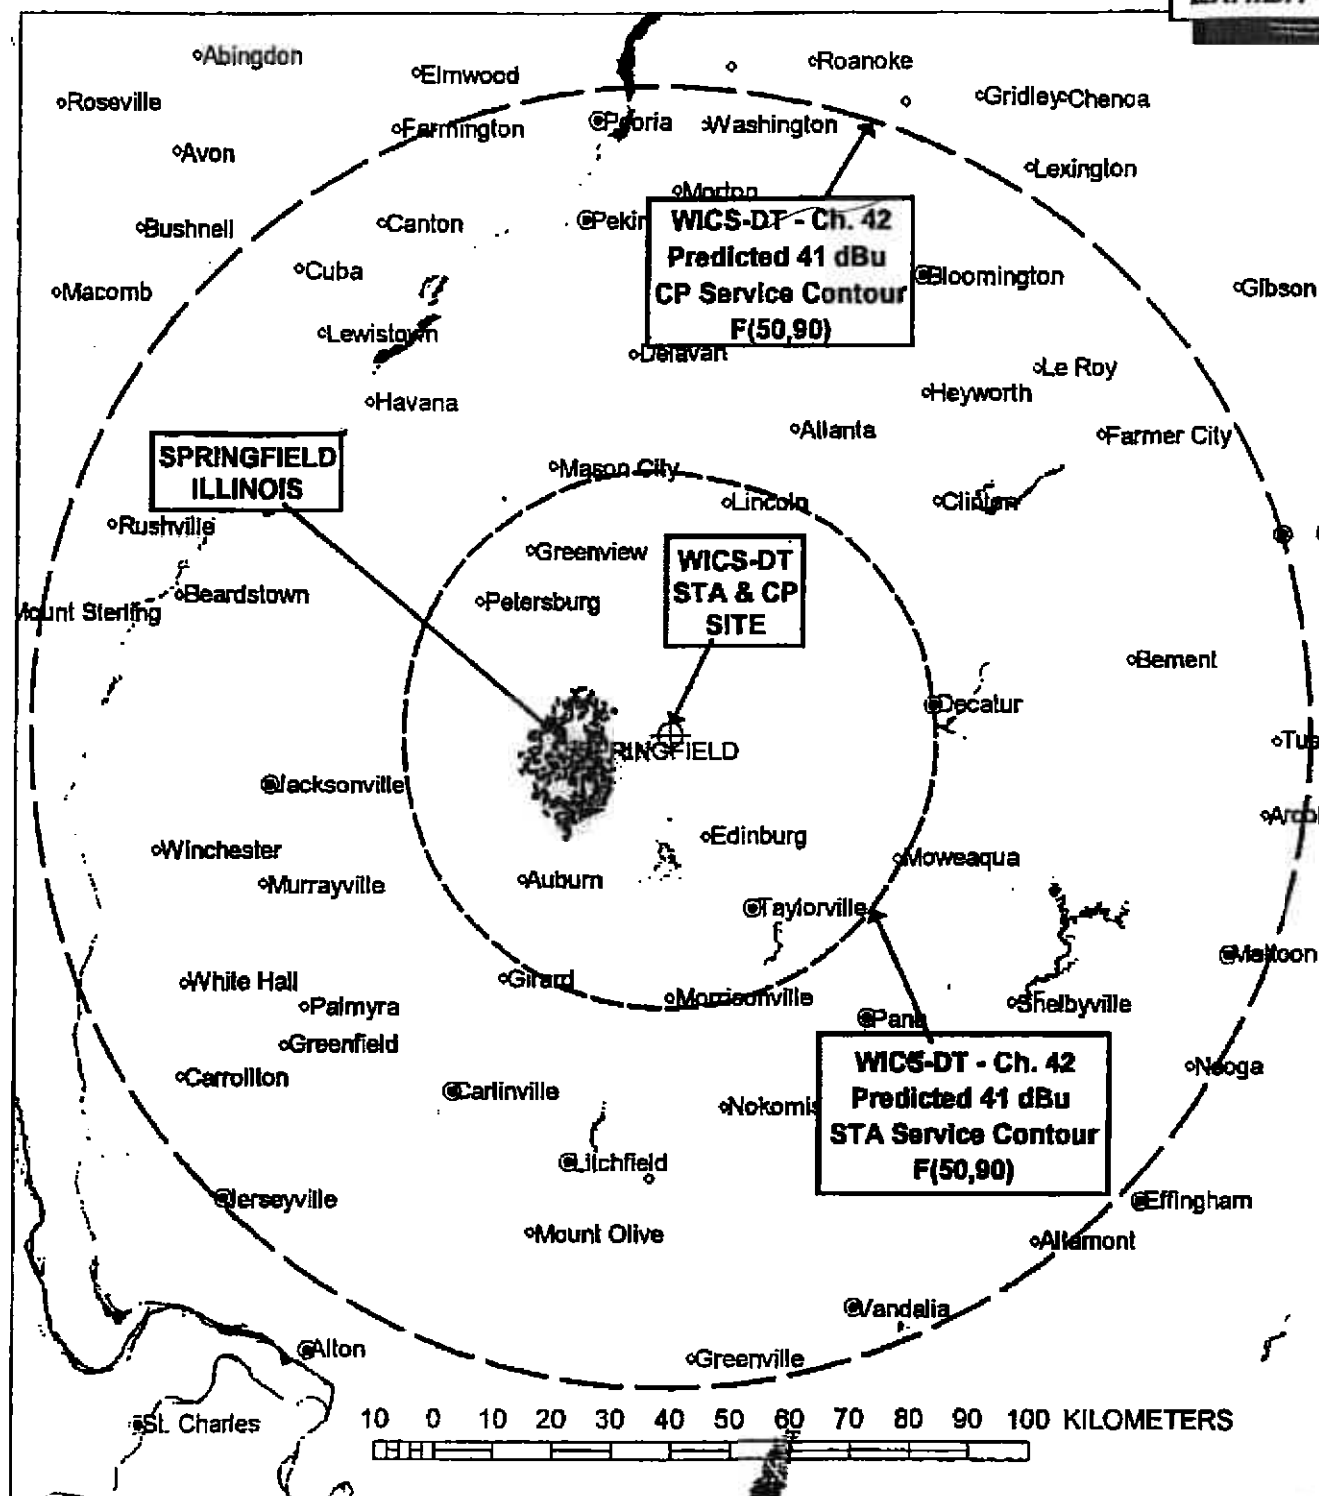 Abingdon
Elmwood
Roanoke
Roseville
Gridley
Chenoa
Farmington
Peoria
Washington
Avon
Lexington
Morton
Bushnell
Canton
Pekin
WICS-DT - Ch. 42
Predicted 41 dBu
CP Service Contour
F(50,90)
Cuba
Bloomington
Macomb
Gibson
Lewistown
Delavan
Le Roy
Heyworth
Havana
Atlanta
Farmer City
SPRINGFIELD
ILLINOIS
Mason City
Lincoln
Clinton
Rushville
Greenview
WICS-DT
STA & CP
SITE
Beardstown
Petersburg
Mount Sterling
Bement
Decatur
RINGFIELD
Tus
Jacksonville
Edinburg
Winchester
Moweaqua
Murrayville
Auburn
Taylorville
Mattoon
White Hall
Girard
Palmyra
Morrisonville
Shelbyville
Pana
Greenfield
WICS-DT - Ch. 42
Predicted 41 dBu
STA Service Contour
F(50,90)
Neoga
Carrollton
Carlinville
Nokomis
Litchfield
Jerseyville
Effingham
Mount Olive
Altamont
Vandalia
Alton
Greenville
St. Charles
10 0 10 20 30 40 50 60 70 80 90 100 KILOMETERS